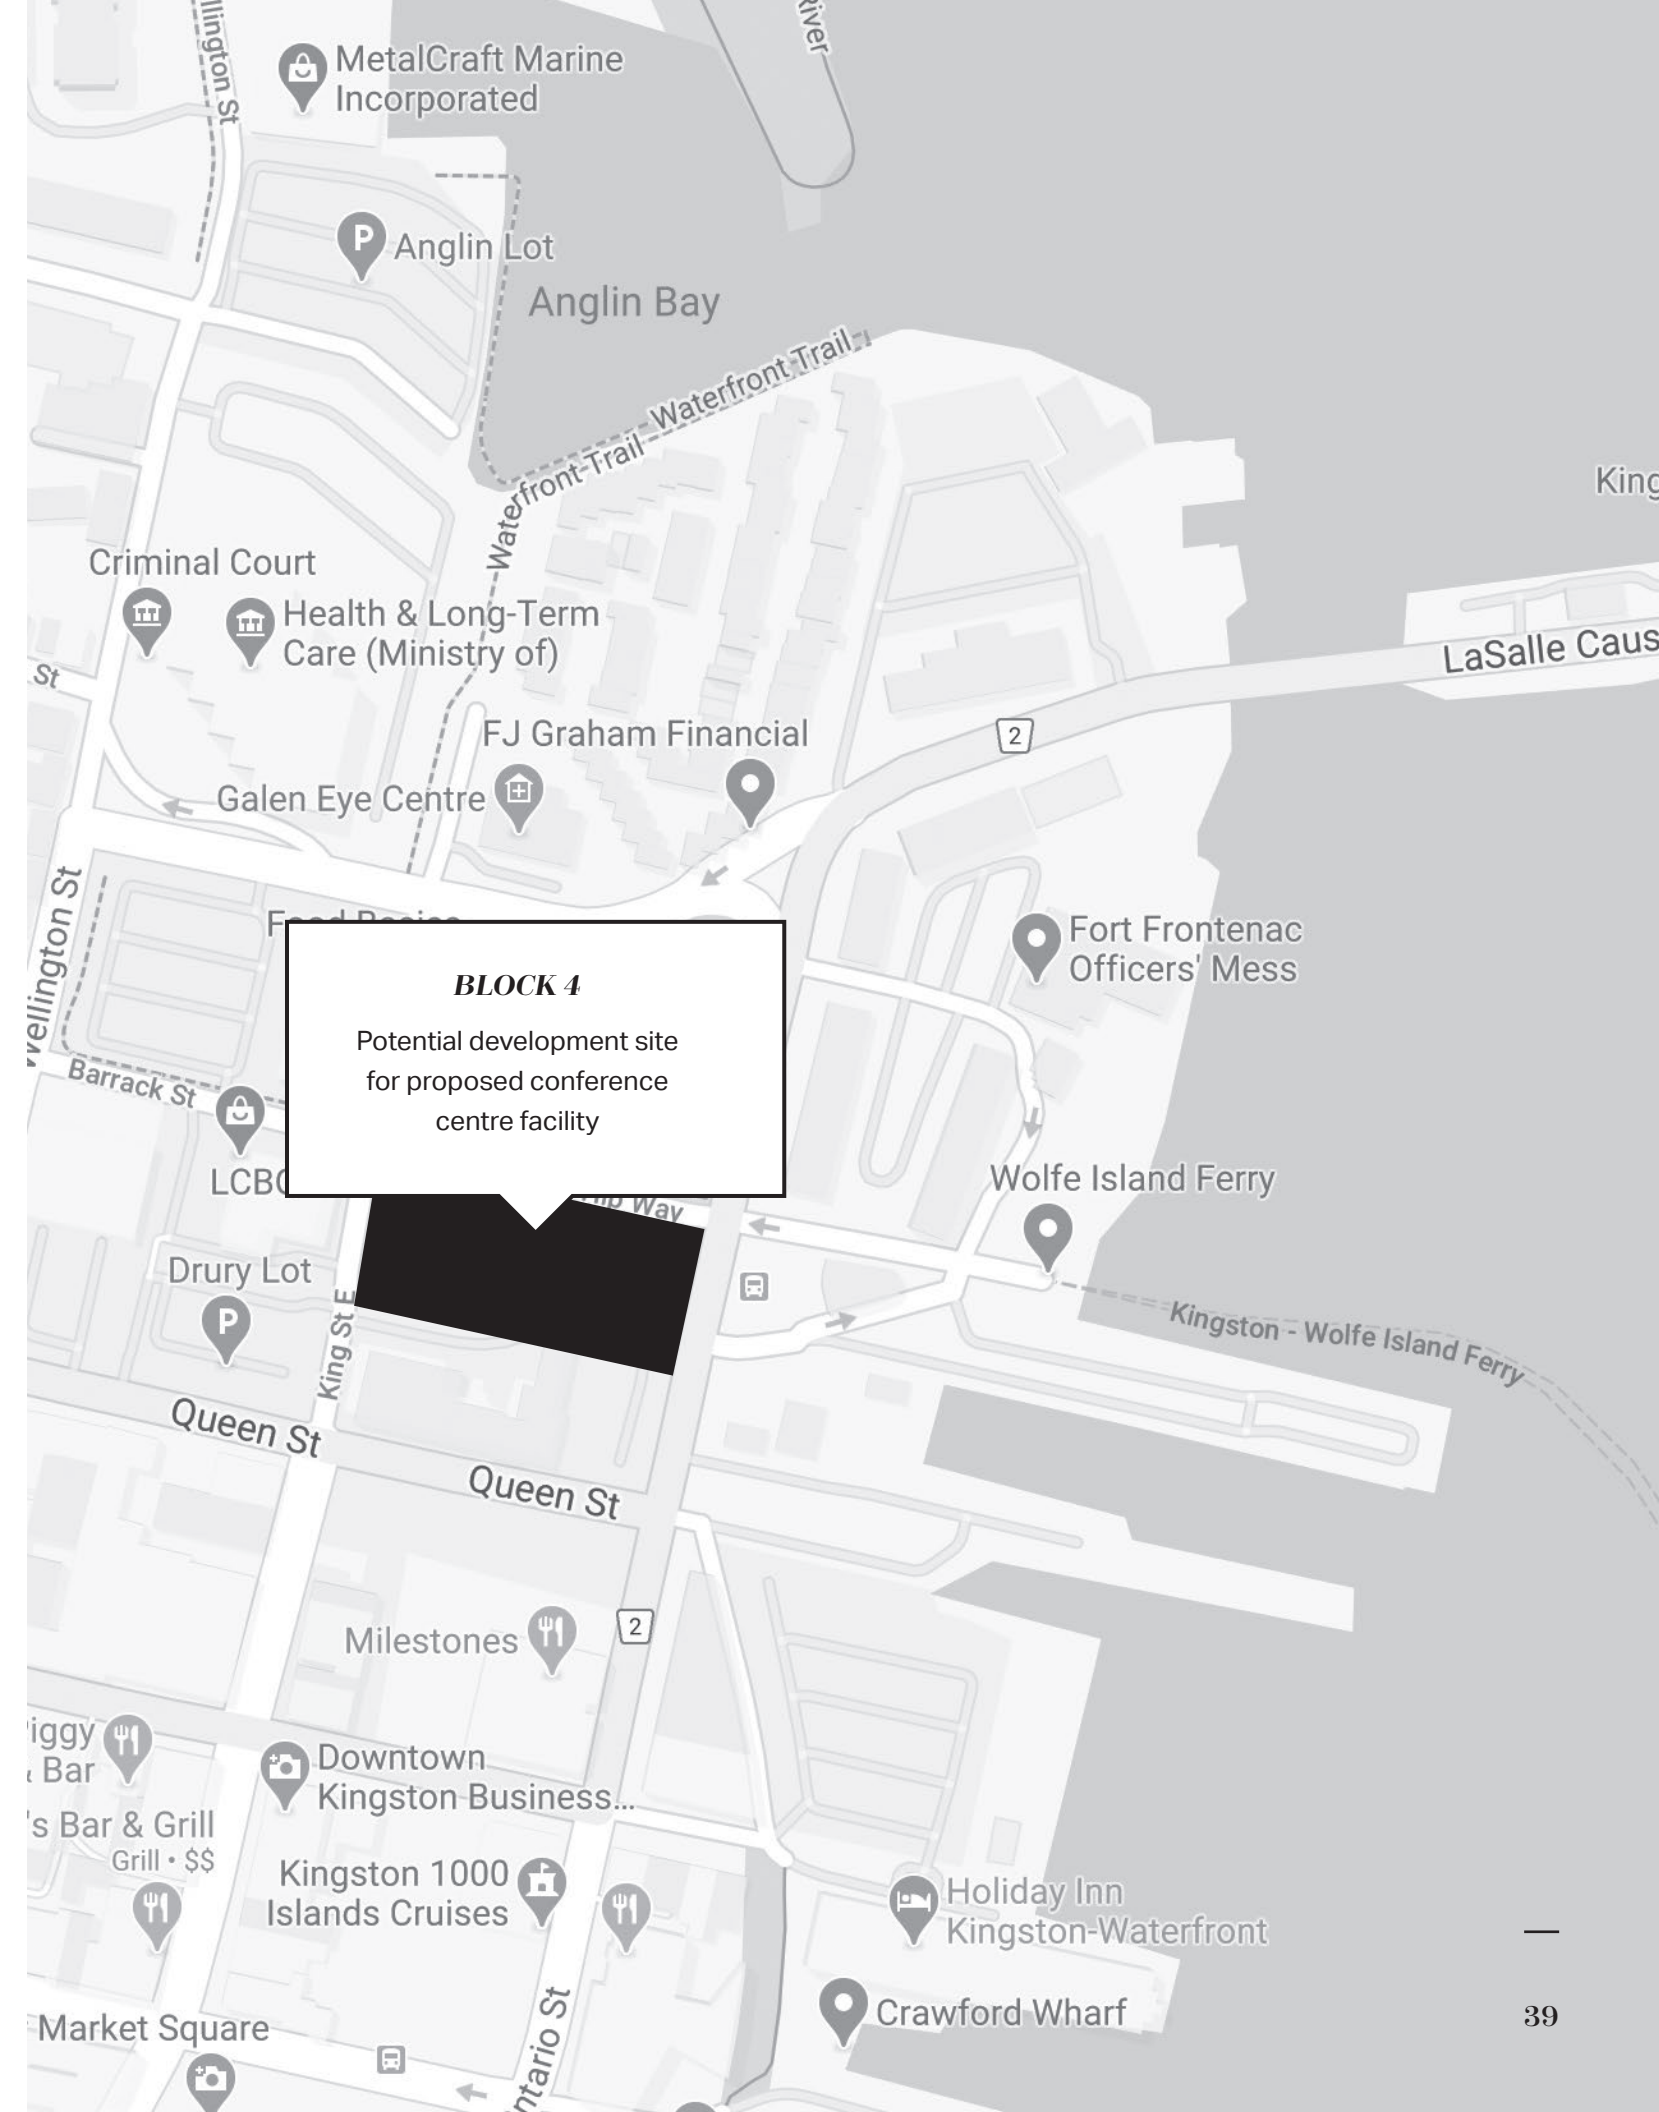 River
llington St
MetalCraft Marine
Incorporated
P
Anglin Lot
Anglin Bay
Waterfront Trail
Waterfront Trail
Waterfront Trail
King
Criminal Court
Health & Long-Term
Care (Ministry of)
St
LaSalle Caus
2
FJ Graham Financial
Galen Eye Centre
Wellington St
Fort Frontenac
Officers' Mess
BLOCK 4
Potential development site
for proposed conference
centre facility
Barrack St
LCBO
Way
Wolfe Island Ferry
Drury Lot
P
King St E
Kingston - Wolfe Island Ferry
Queen St
Queen St
Milestones
2
iggy
& Bar
Downtown
Kingston Business...
's Bar & Grill
Grill • $$
Kingston 1000
Islands Cruises
Holiday Inn
Kingston-Waterfront
Crawford Wharf
Market Square
ntario St
39